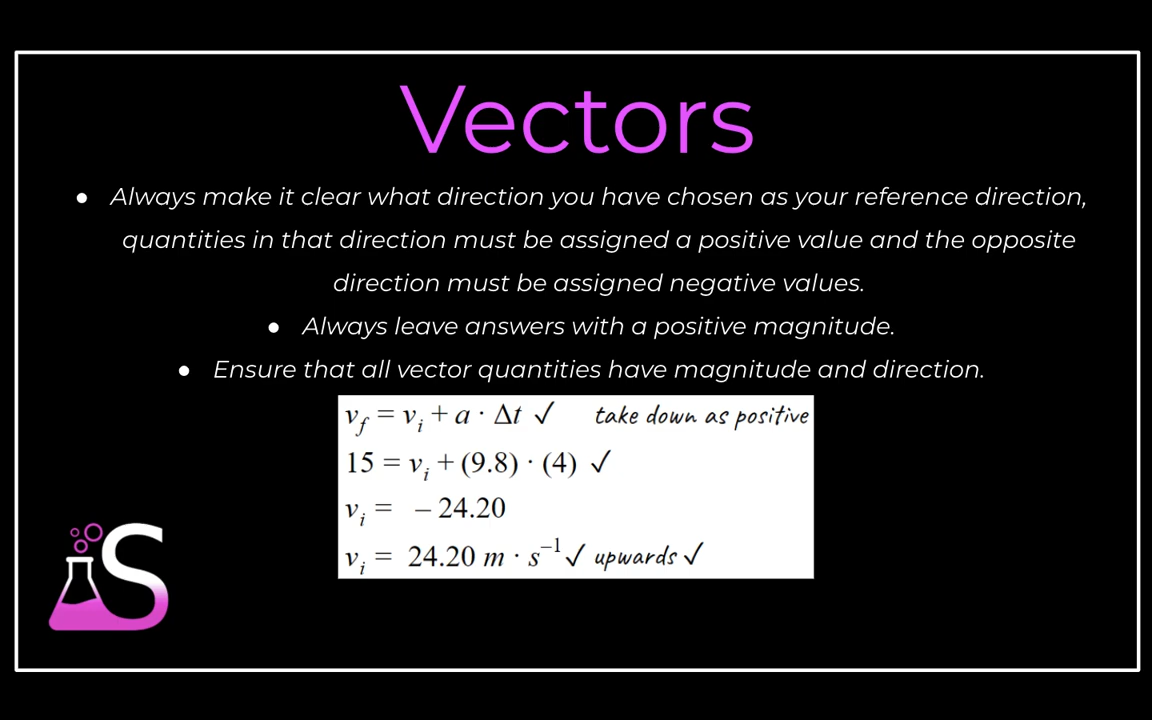 Vectors
● Always make it clear what direction you have chosen as your reference direction,
quantities in that direction must be assigned a positive value and the opposite
direction must be assigned negative values.
● Always leave answers with a positive magnitude.
● Ensure that all vector quantities have magnitude and direction.
v_f = v_i + a · Δt ✓ take down as positive
15 = v_i + (9.8) · (4) ✓
v_i = – 24.20
v_i = 24.20 m · s⁻¹ ✓ upwards ✓
S